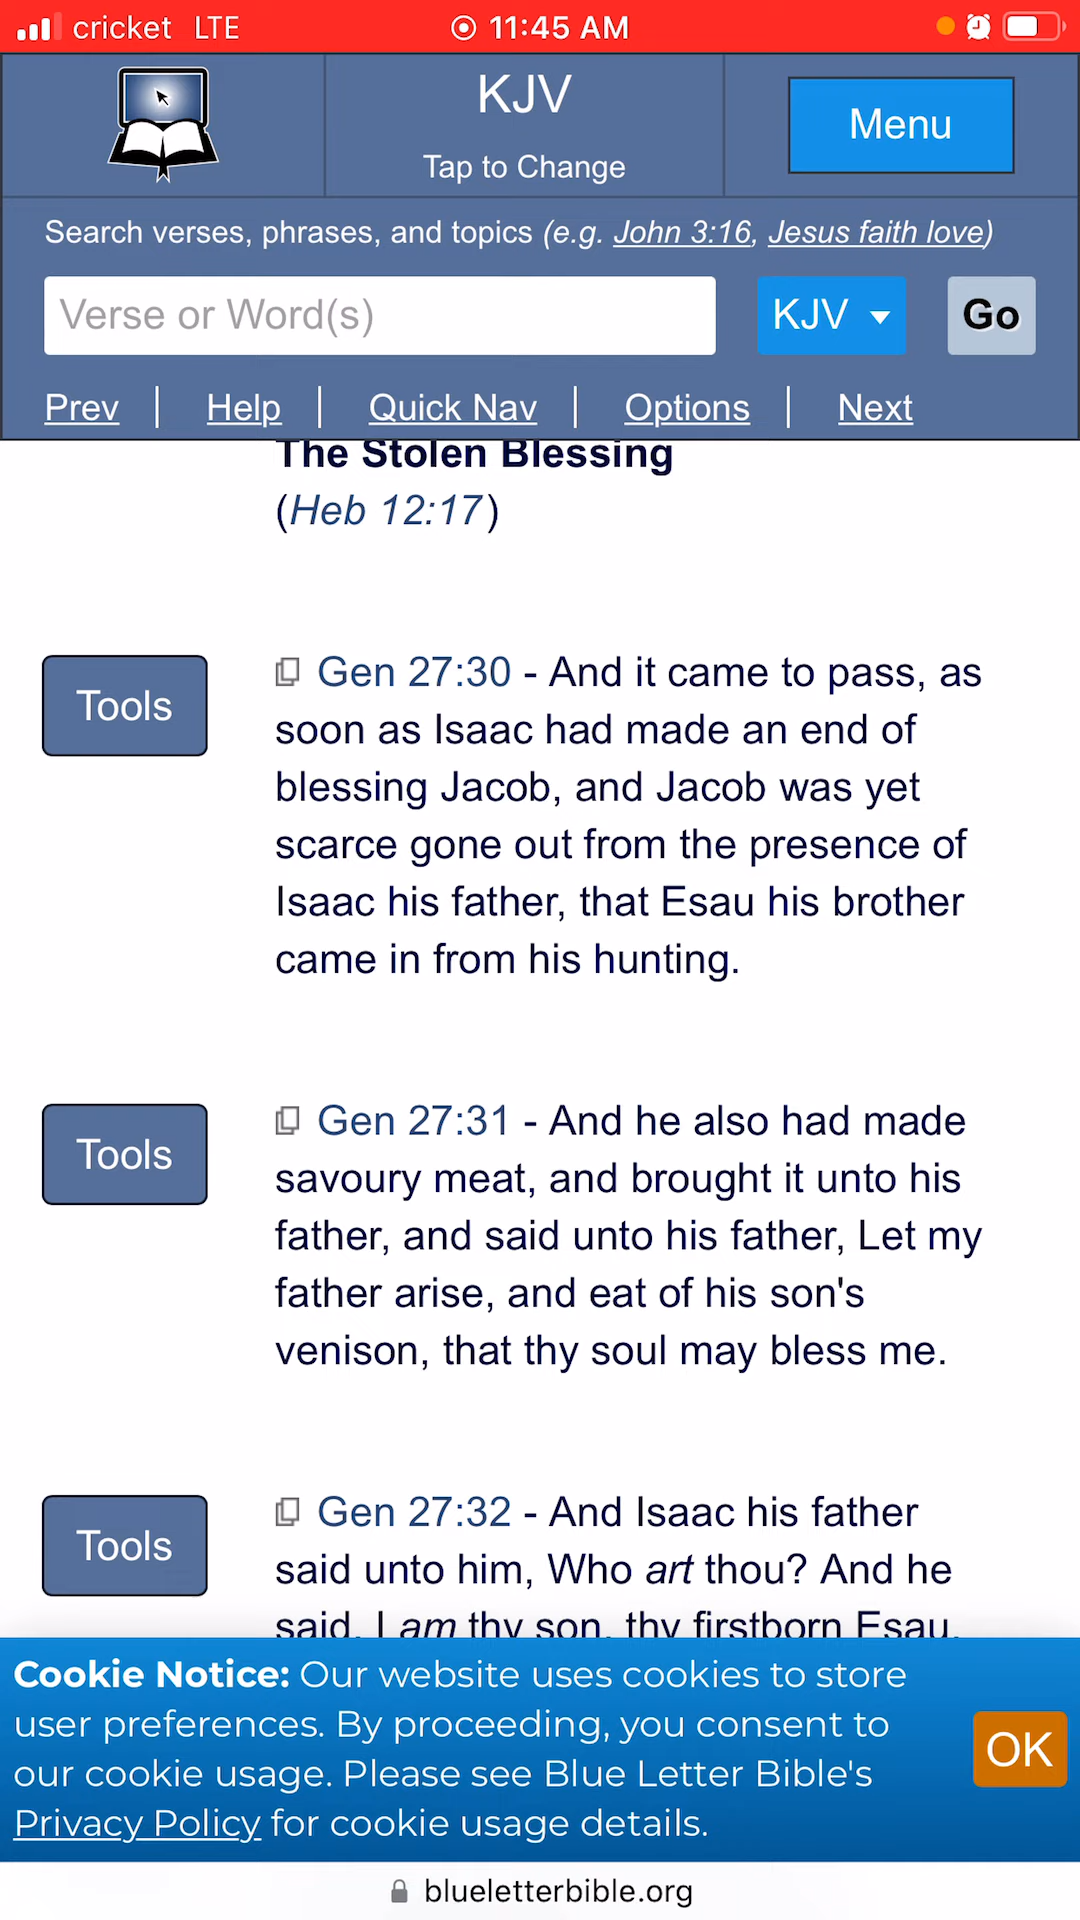 cricket LTE 11:45 AM
KJV
Tap to Change
Menu
Search verses, phrases, and topics (e.g. John 3:16, Jesus faith love)
Verse or Word(s)
KJV
Go
Prev | Help | Quick Nav | Options | Next
The Stolen Blessing
(Heb 12:17)
Tools
Gen 27:30 - And it came to pass, as
soon as Isaac had made an end of
blessing Jacob, and Jacob was yet
scarce gone out from the presence of
Isaac his father, that Esau his brother
came in from his hunting.
Tools
Gen 27:31 - And he also had made
savoury meat, and brought it unto his
father, and said unto his father, Let my
father arise, and eat of his son's
venison, that thy soul may bless me.
Tools
Gen 27:32 - And Isaac his father
said unto him, Who art thou? And he
said, I am thy son, thy firstborn Esau.
Cookie Notice: Our website uses cookies to store
user preferences. By proceeding, you consent to
our cookie usage. Please see Blue Letter Bible's
Privacy Policy for cookie usage details.
OK
blueletterbible.org